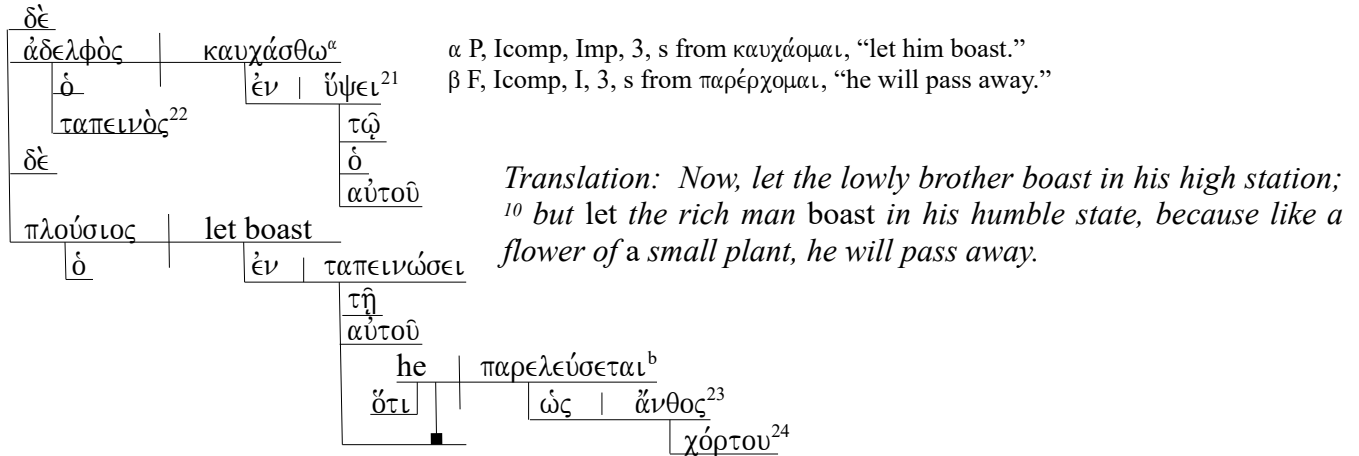 δὲ
ἀδελφὸς καυχάσθω^α
α P, Icomp, Imp, 3, s from καυχάομαι, “let him boast.”
ὁ ἐν ὕψει^21
β F, Icomp, I, 3, s from παρέρχομαι, “he will pass away.”
ταπεινὸς^22 τῷ
δὲ ὁ
αὐτοῦ
Translation: Now, let the lowly brother boast in his high station;
^10 but let the rich man boast in his humble state, because like a
flower of a small plant, he will pass away.
πλούσιος let boast
ὁ ἐν ταπεινώσει
τῇ
αὐτοῦ
he παρελεύσεται^b
ὅτι ὡς ἄνθος^23
χόρτου^24